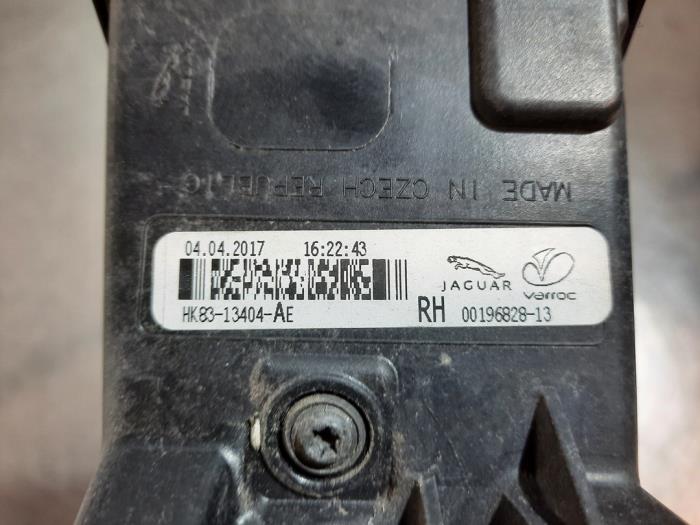 MADE IN CZECH REPUBLIC
04.04.2017 16:22:43
JAGUAR varroc
HK83-13404-AE RH 00196828-13